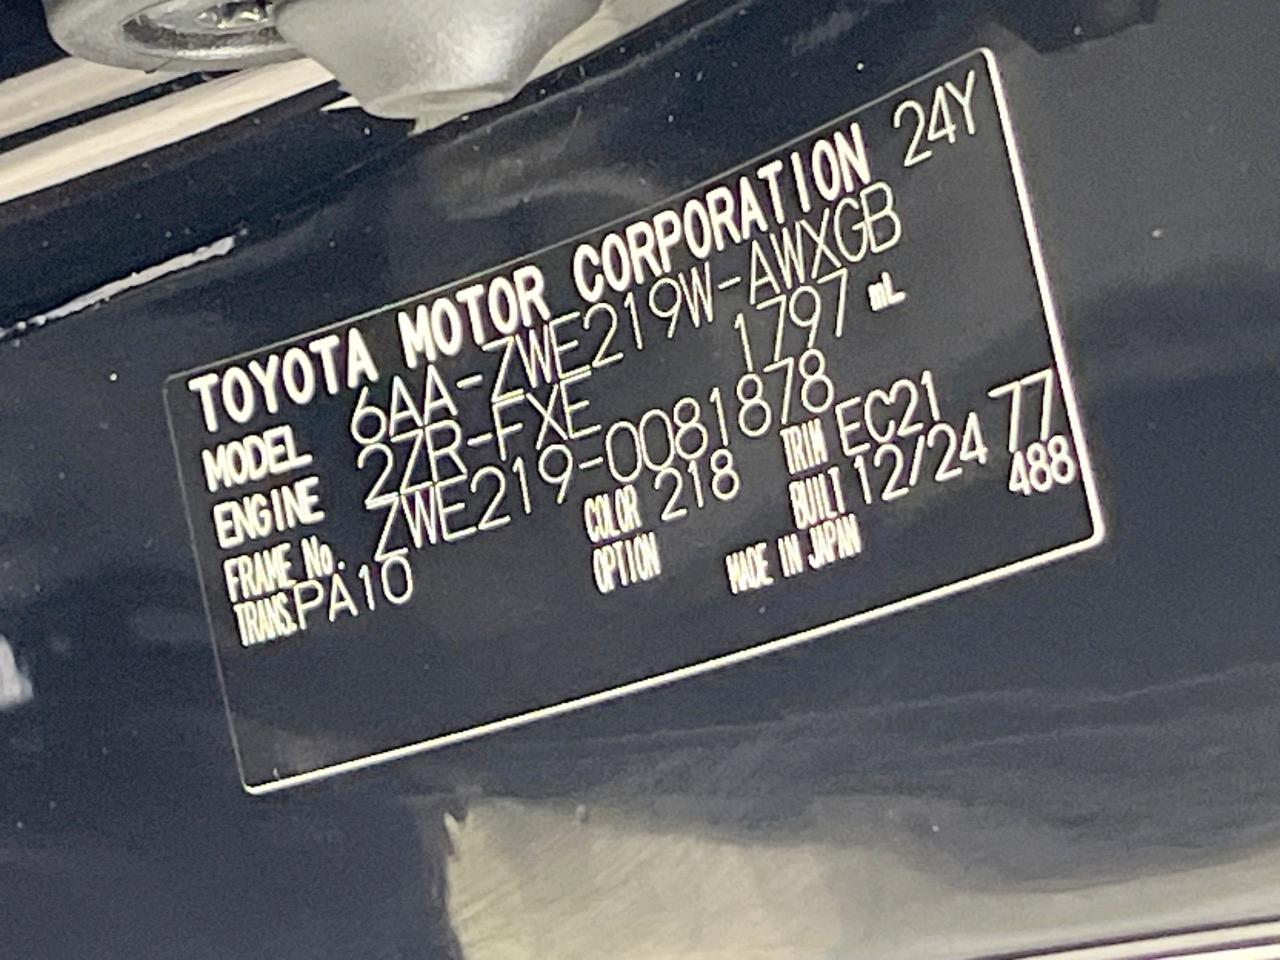 TOYOTA MOTOR CORPORATION 24Y
MODEL 6AA-ZWE219W-AWXGB
ENGINE 2ZR-FXE 1797 mL
FRAME No. ZWE219-0081878
TRANS. PA10 COLOR 218 TRIM EC21 77
OPTION BUILT 12/24 488
MADE IN JAPAN